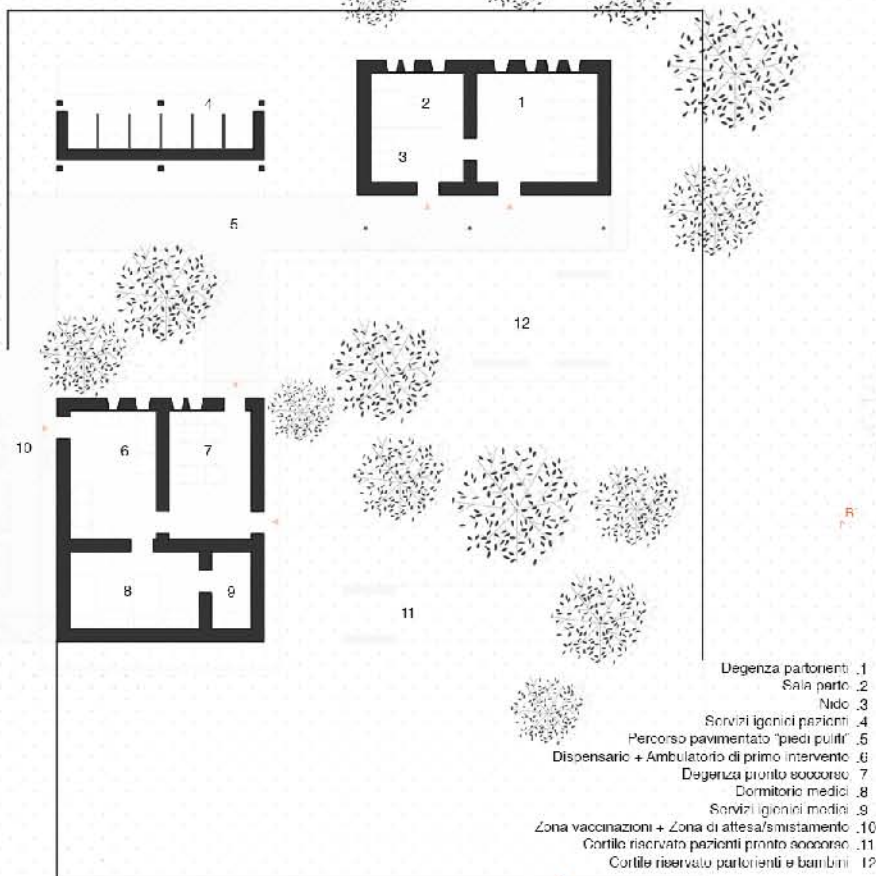 4
2
1
3
5
12
10
6
7
8
9
11
B
Degenza partorienti .1
Sala parto .2
Nido .3
Servizi igenici pazienti .4
Percorso pavimentato "piedi puliti" .5
Dispensario + Ambulatorio di primo intervento .6
Degenza pronto soccorso 7
Dormitorio medici .8
Servizi igienici medici .9
Zona vaccinazioni + Zona di attesa/smistamento .10
Cortile riservato pazienti pronto soccorso .11
Cortile riservato partorienti e bambini 12